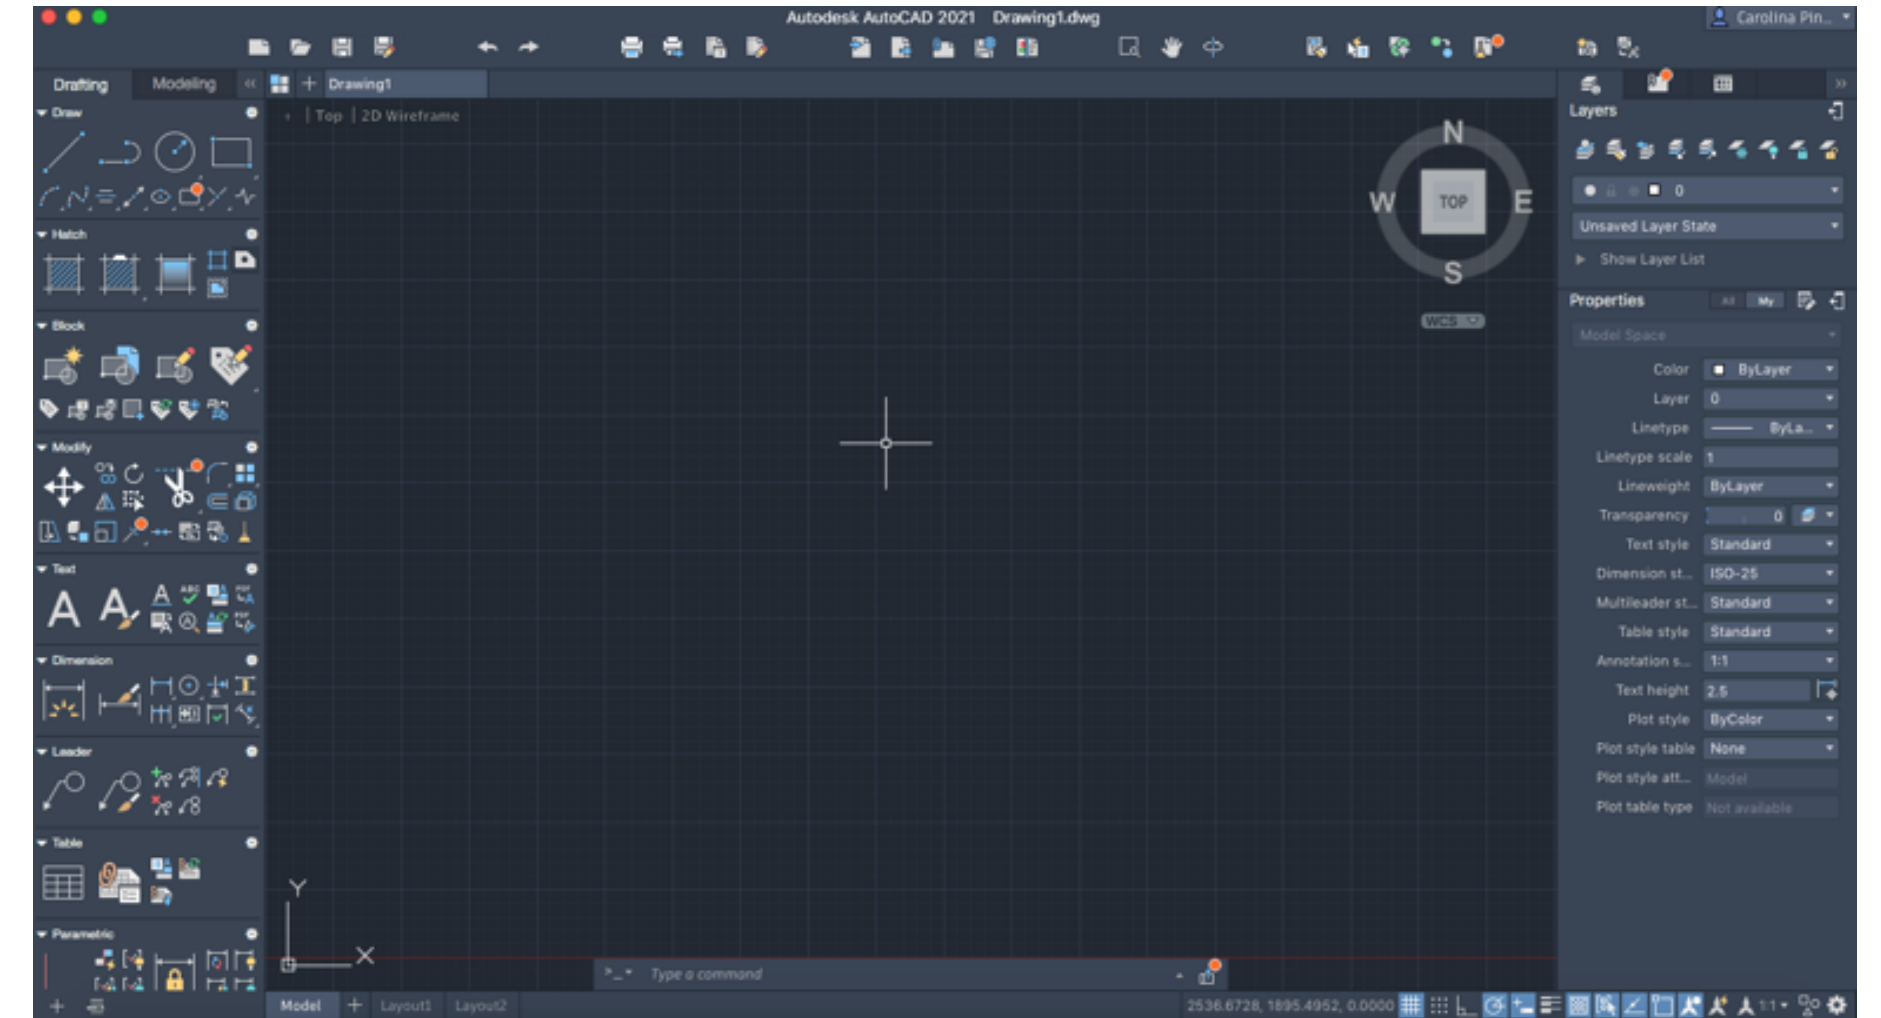 Autodesk AutoCAD 2021 Drawing1.dwg
Carolina Pin...
Drafting Modeling
Drawing1
Top 2D Wireframe
Draw
Hatch
Block
Modify
Text
A A
Dimension
Leader
Table
Parametric
N
W TOP E
S
WCS
Y
X
Type a command
Model Layout1 Layout2
2536.6728, 1895.4952, 0.0000
1:1
Layers
0
Unsaved Layer State
Show Layer List
Properties All My
Model Space
Color ByLayer
Layer 0
Linetype ByLa...
Linetype scale 1
Lineweight ByLayer
Transparency 0
Text style Standard
Dimension st... ISO-25
Multileader st... Standard
Table style Standard
Annotation s... 1:1
Text height 2.5
Plot style ByColor
Plot style table None
Plot style att... Model
Plot table type Not available